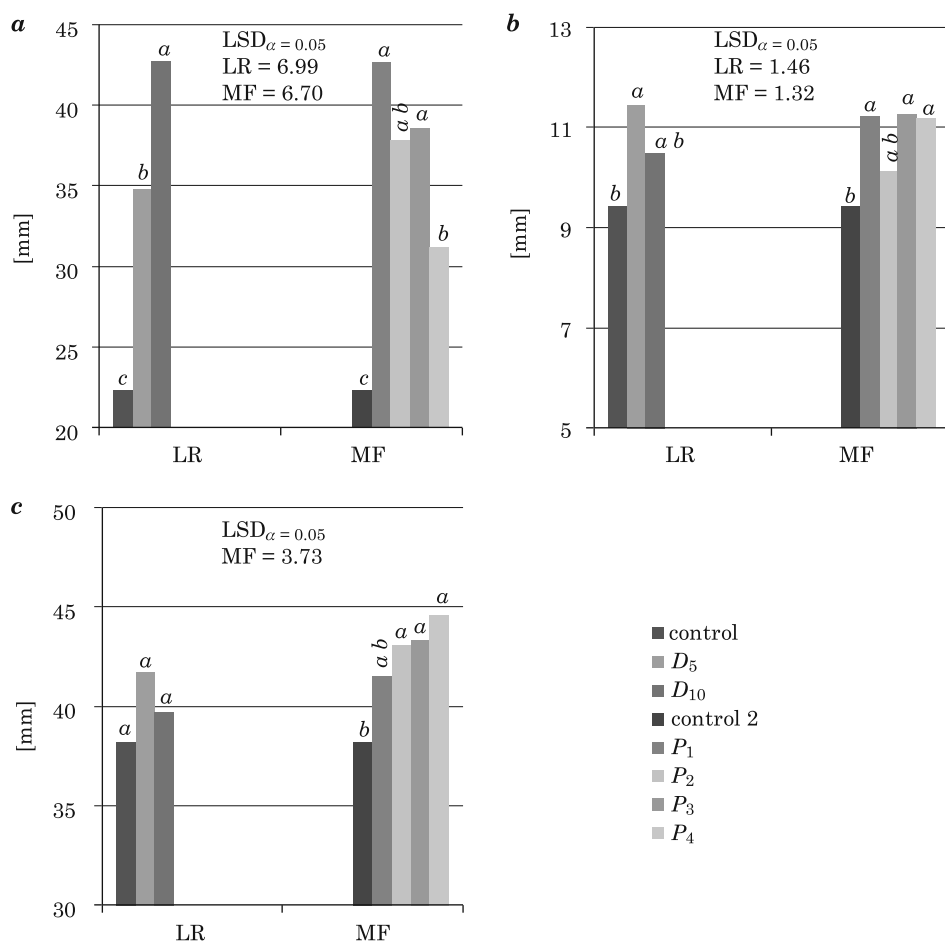 a
45
40
35
30
25
20
[mm]
LSDα = 0.05
LR = 6.99
MF = 6.70
c
b
a
c
a
a b
a
b
LR MF
b
13
11
9
7
5
[mm]
LSDα = 0.05
LR = 1.46
MF = 1.32
b
a
a b
b
a
a b
a
a
LR MF
c
50
45
40
35
30
[mm]
LSDα = 0.05
MF = 3.73
a
a
a
b
a b
a
a
a
LR MF
control
D5
D10
control 2
P1
P2
P3
P4